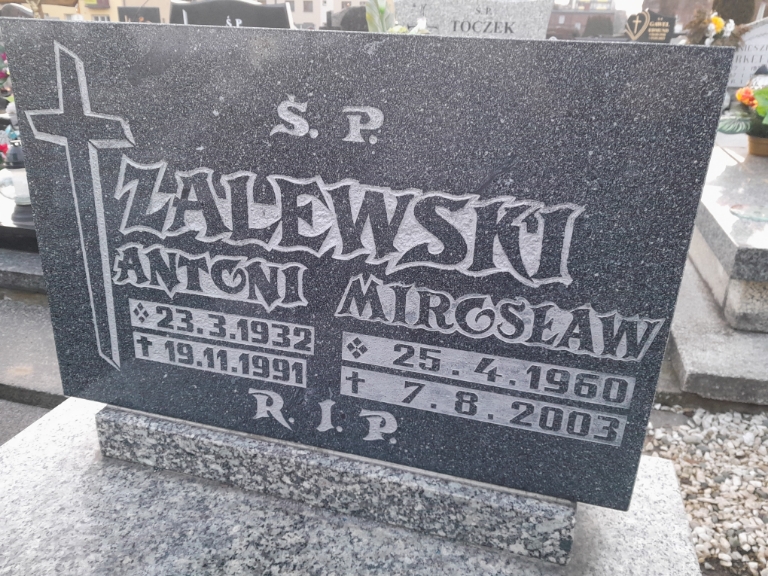 Ś. P.
ZALEWSKI
ANTONI
23.3.1932
✝ 19.11.1991
MIROSŁAW
25.4.1960
✝ 7.8.2003
R. I. P.
Ś.P.
TOCZEK